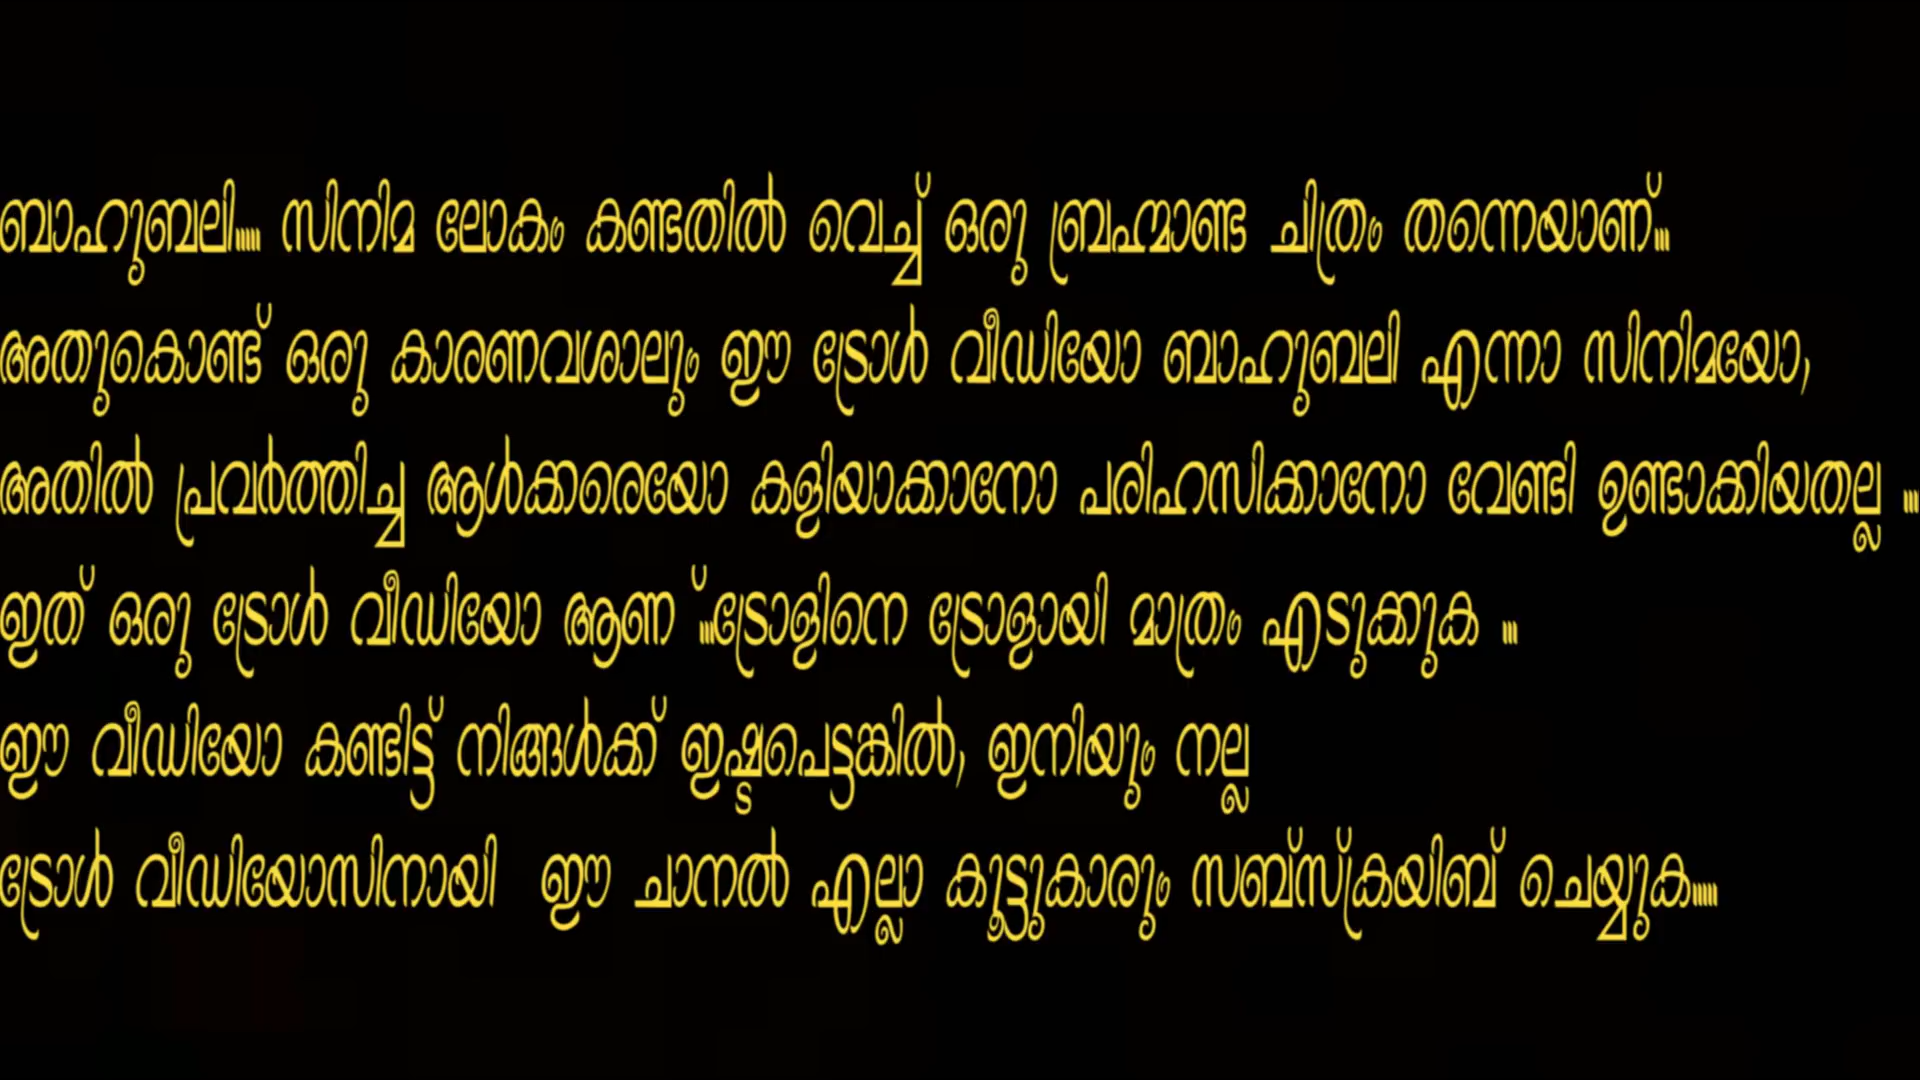 ബാഹുബലി..... സിനിമ ലോകം കണ്ടതിൽ വെച്ച് ഒരു ബ്രഹ്മാണ്ട ചിത്രം തന്നെയാണ്...
അതുകൊണ്ട് ഒരു കാരണവശാലും ഈ ട്രോൾ വീഡിയോ ബാഹുബലി എന്നാ സിനിമയോ,
അതിൽ പ്രവർത്തിച്ച ആൾക്കരെയോ കളിയാക്കാനോ പരിഹസിക്കാനോ വേണ്ടി ഉണ്ടാക്കിയതല്ല ...
ഇത് ഒരു ട്രോൾ വീഡിയോ ആണ ്...ട്രോളിനെ ട്രോളായി മാത്രം എടുക്കുക ...
ഈ വീഡിയോ കണ്ടിട്ട് നിങ്ങൾക്ക് ഇഷ്ടപെട്ടങ്കിൽ, ഇനിയും നല്ല
ട്രോൾ വീഡിയോസിനായി ഈ ചാനൽ എല്ലാ കൂട്ടുകാരും സബ്സ്ക്രയിബ് ചെയ്യുക.....